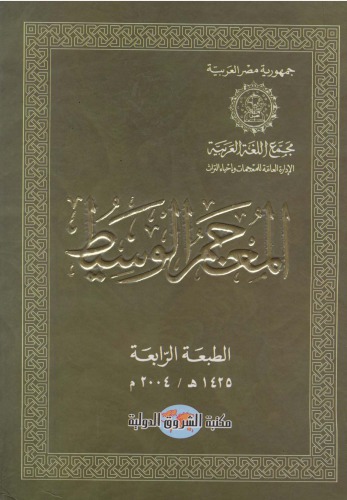 جمهورية مصر العربية
مجمع اللغة العربية
الإدارة العامة للمعجمات وإحياء التراث
المعجم الوسيط
الطبعة الرابعة
١٤٢٥ هـ / ٢٠٠٤ م
مكتبة الشروق الدولية